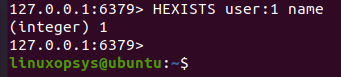 127.0.0.1:6379> HEXISTS user:1 name
(integer) 1
127.0.0.1:6379>
linuxopsys@ubuntu:~$